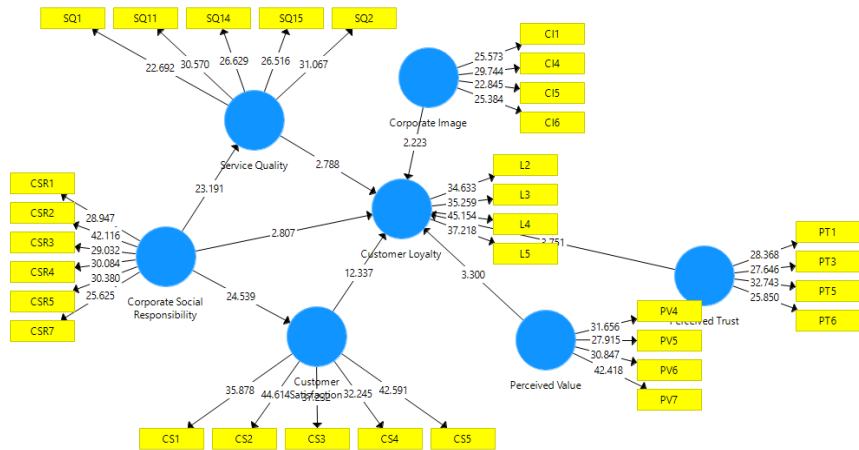 SQ1
SQ11
SQ14
SQ15
SQ2
22.692
30.570
26.629
26.516
31.067
Service Quality
CI1
CI4
CI5
CI6
25.573
29.744
22.845
25.384
Corporate Image
2.223
2.788
23.191
CSR1
CSR2
CSR3
CSR4
CSR5
CSR7
28.947
42.116
29.032
30.084
30.380
25.625
Corporate Social
Responsibility
2.807
24.539
L2
L3
L4
L5
34.633
35.259
45.154
37.218
Customer Loyalty
12.337
3.300
3.751
PT1
PT3
PT5
PT6
28.368
27.646
32.743
25.850
Perceived Trust
PV4
PV5
PV6
PV7
31.656
27.915
30.847
42.418
Perceived Value
Customer
Satisfaction
35.878
44.614
32.245
42.591
CS1
CS2
CS3
CS4
CS5